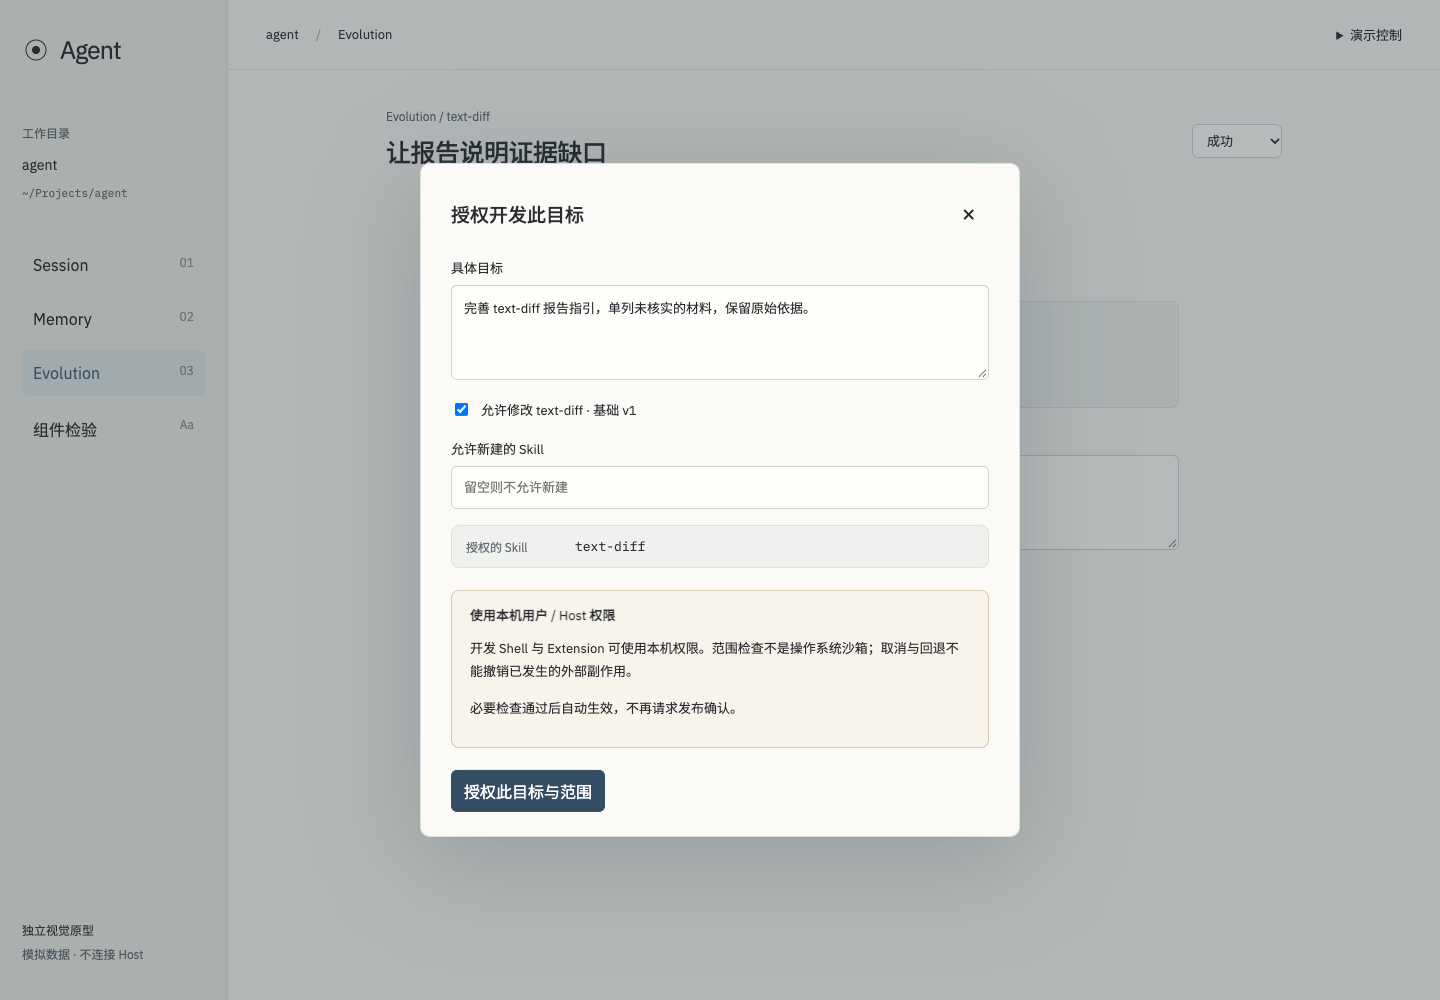 Agent
工作目录
agent
~/Projects/agent
Session 01
Memory 02
Evolution 03
组件检验 Aa
独立视觉原型
模拟数据 · 不连接 Host
agent / Evolution
▶ 演示控制
Evolution / text-diff
让报告说明证据缺口
成功
授权开发此目标
×
具体目标
完善 text-diff 报告指引，单列未核实的材料，保留原始依据。
允许修改 text-diff · 基础 v1
允许新建的 Skill
留空则不允许新建
授权的 Skill text-diff
使用本机用户 / Host 权限
开发 Shell 与 Extension 可使用本机权限。范围检查不是操作系统沙箱；取消与回退不
能撤销已发生的外部副作用。
必要检查通过后自动生效，不再请求发布确认。
授权此目标与范围